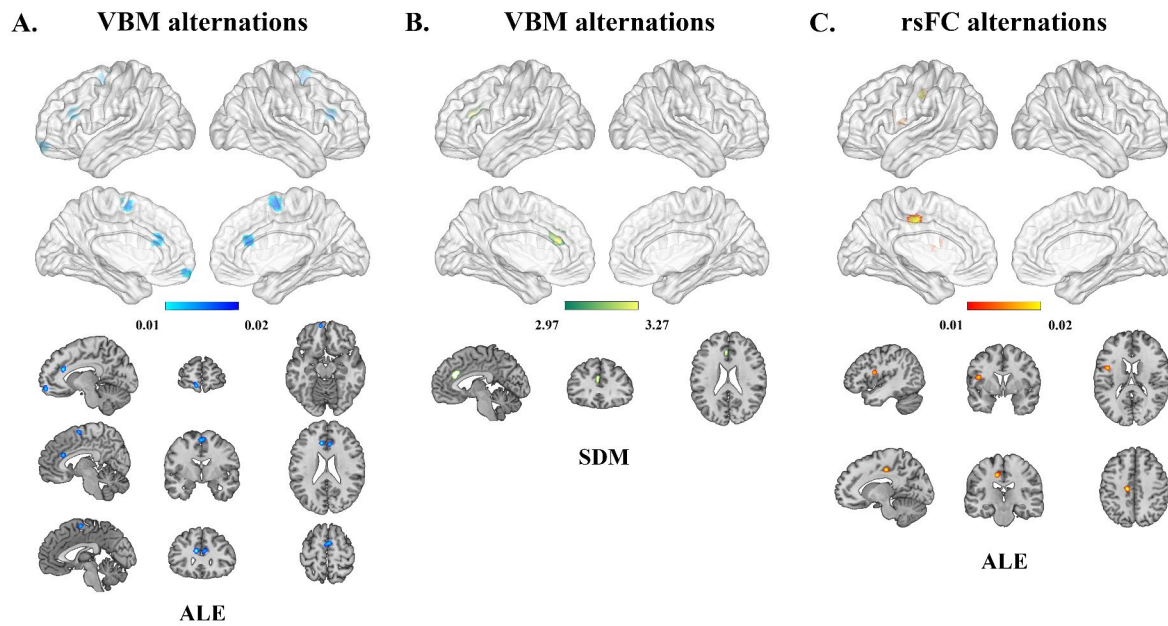 A. VBM alternations
0.01 0.02
ALE
B. VBM alternations
2.97 3.27
SDM
C. rsFC alternations
0.01 0.02
ALE